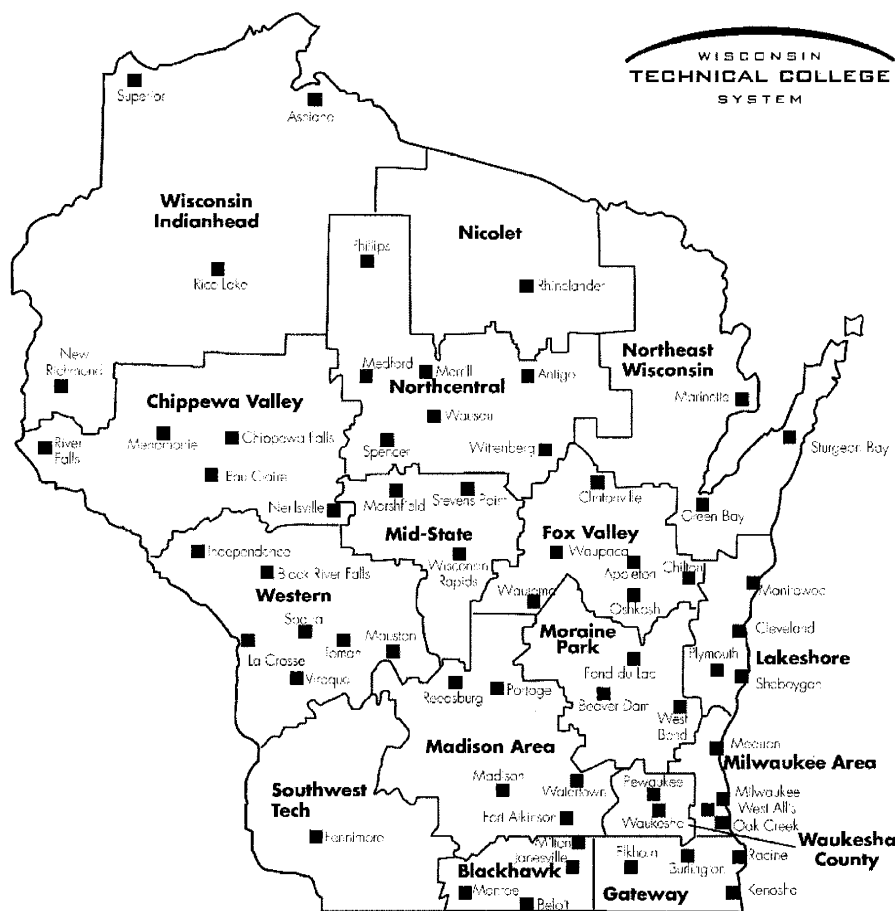 WISCONSIN
TECHNICAL COLLEGE
SYSTEM
Superior
Ashland
Wisconsin
Indianhead
Nicolet
Phillips
Rice Lake
Rhinelander
New
Richmond
Northeast
Wisconsin
Medford
Merrill
Antigo
Northcentral
Chippewa Valley
Marinette
Wausau
River
Falls
Menomonie
Chippewa Falls
Spencer
Wittenberg
Sturgeon Bay
Eau Claire
Clintonville
Neillsville
Marshfield
Stevens Point
Green Bay
Mid-State
Fox Valley
Independence
Wisconsin
Rapids
Waupaca
Appleton
Chilton
Black River Falls
Manitowoc
Western
Wautoma
Oshkosh
Sparta
Tomah
Mauston
Moraine
Park
Cleveland
La Crosse
Plymouth
Lakeshore
Viroqua
Fond du Lac
Sheboygan
Reedsburg
Portage
Beaver Dam
West
Bend
Mequon
Madison Area
Milwaukee Area
Southwest
Tech
Madison
Watertown
Pewaukee
Milwaukee
West Allis
Fort Atkinson
Waukesha
Oak Creek
Fennimore
Waukesha
County
Milton
Janesville
Elkhorn
Burlington
Racine
Blackhawk
Monroe
Gateway
Kenosha
Beloit